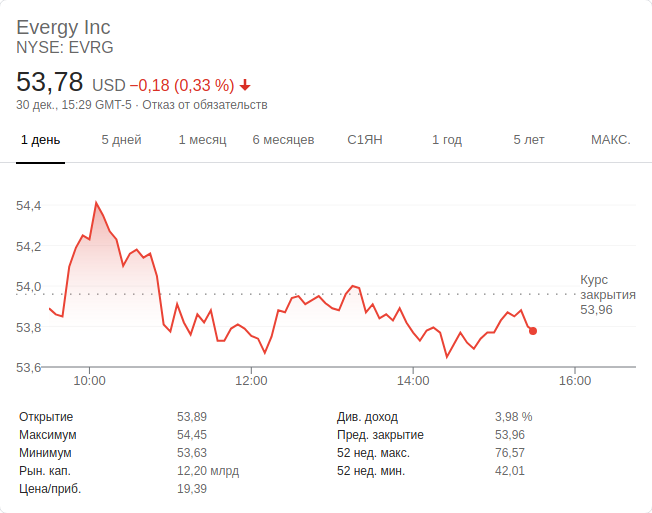 Evergy Inc
NYSE: EVRG
53,78 USD −0,18 (0,33 %)
30 дек., 15:29 GMT-5 · Отказ от обязательств
1 день 5 дней 1 месяц 6 месяцев С1ЯН 1 год 5 лет МАКС.
54,4
54,2
54,0
53,8
53,6
Курс
закрытия
53,96
10:00 12:00 14:00 16:00
Открытие 53,89 Див. доход 3,98 %
Максимум 54,45 Пред. закрытие 53,96
Минимум 53,63 52 нед. макс. 76,57
Рын. кап. 12,20 млрд 52 нед. мин. 42,01
Цена/приб. 19,39